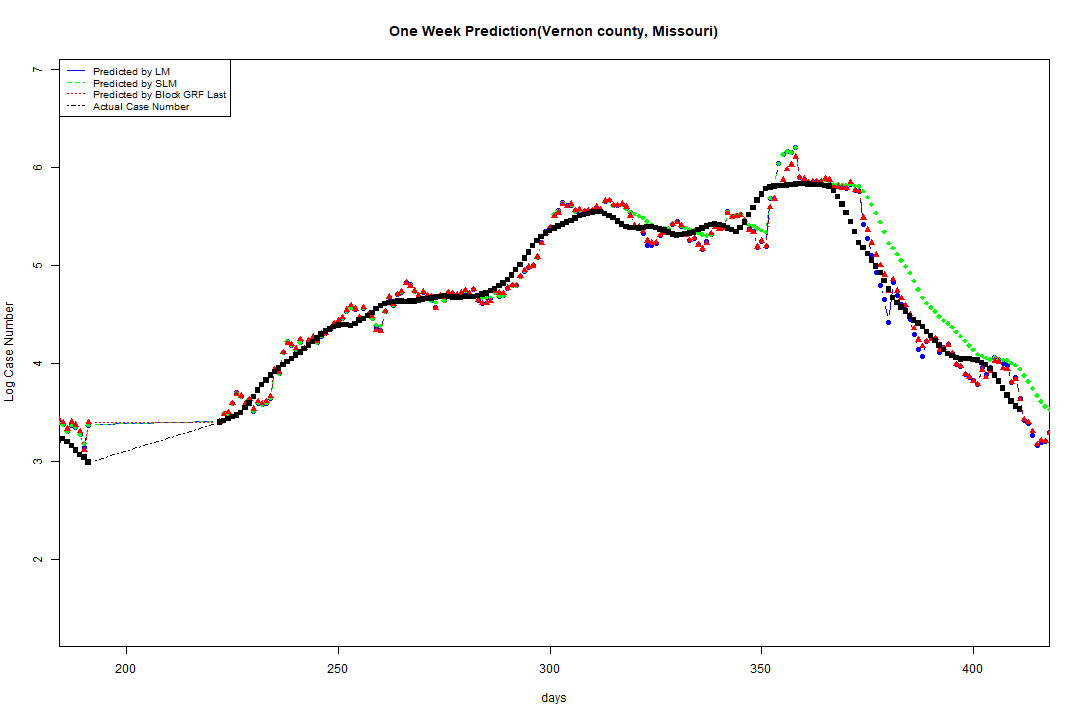 One Week Prediction(Vernon county, Missouri)
Predicted by LM
Predicted by SLM
Predicted by Block GRF Last
Actual Case Number
7
6
5
4
3
2
Log Case Number
200 250 300 350 400
days